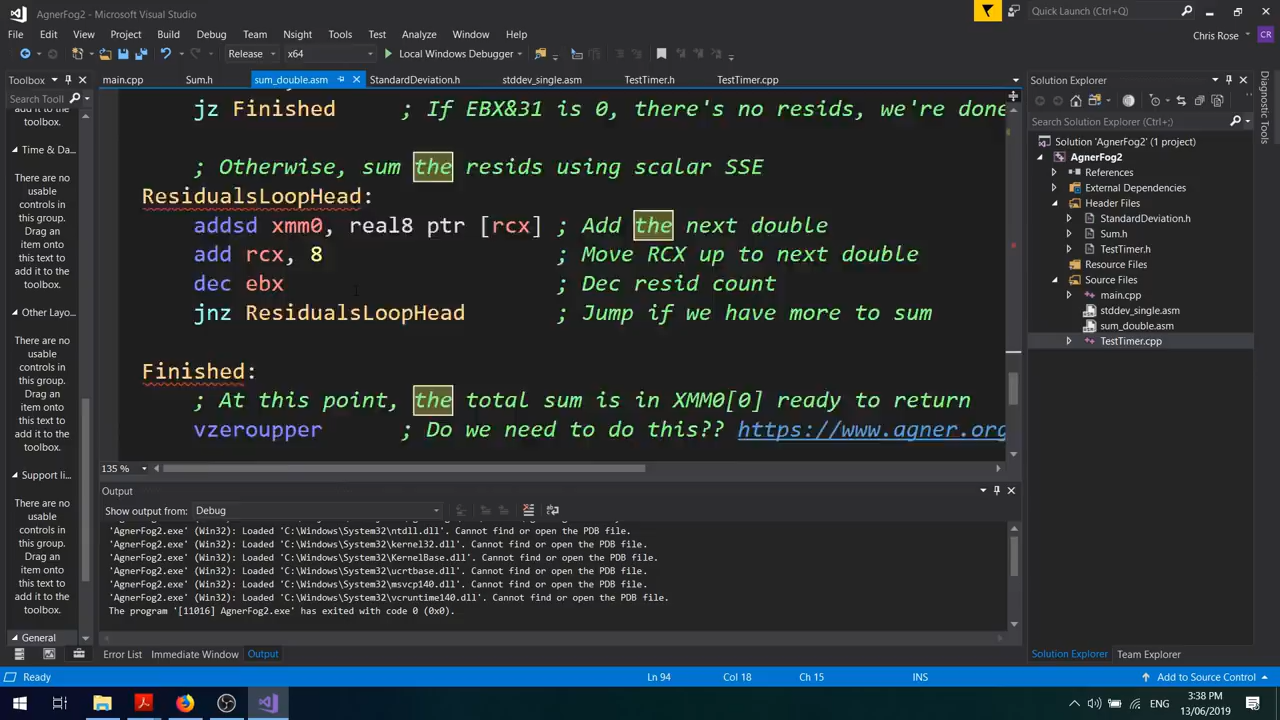 AgnerFog2 - Microsoft Visual Studio
Quick Launch (Ctrl+Q)
File Edit View Project Build Debug Team Nsight Tools Test Analyze Window Help
Chris Rose CR
Release x64 Local Windows Debugger
Toolbox
main.cpp Sum.h sum_double.asm StandardDeviation.h stddev_single.asm TestTimer.h TestTimer.cpp
Search Tooll
Time & Da...
There are no
usable
controls in
this group.
Drag an
item onto
this text to
add it to the
toolbox.
Other Layo...
There are no
usable
controls in
this group.
Drag an
item onto
this text to
add it to the
toolbox.
Support li...
There are no
usable
controls in
this group.
Drag an
item onto
this text to
add it to the
toolbox.
General
jz Finished ; If EBX&31 is 0, there's no resids, we're done
; Otherwise, sum the resids using scalar SSE
ResidualsLoopHead:
addsd xmm0, real8 ptr [rcx] ; Add the next double
add rcx, 8 ; Move RCX up to next double
dec ebx ; Dec resid count
jnz ResidualsLoopHead ; Jump if we have more to sum
Finished:
; At this point, the total sum is in XMM0[0] ready to return
vzeroupper ; Do we need to do this?? https://www.agner.org
135 %
Output
Show output from: Debug
'AgnerFog2.exe' (Win32): Loaded 'C:\Windows\System32\ntdll.dll'. Cannot find or open the PDB file.
'AgnerFog2.exe' (Win32): Loaded 'C:\Windows\System32\kernel32.dll'. Cannot find or open the PDB file.
'AgnerFog2.exe' (Win32): Loaded 'C:\Windows\System32\KernelBase.dll'. Cannot find or open the PDB file.
'AgnerFog2.exe' (Win32): Loaded 'C:\Windows\System32\ucrtbase.dll'. Cannot find or open the PDB file.
'AgnerFog2.exe' (Win32): Loaded 'C:\Windows\System32\msvcp140.dll'. Cannot find or open the PDB file.
'AgnerFog2.exe' (Win32): Loaded 'C:\Windows\System32\vcruntime140.dll'. Cannot find or open the PDB file.
The program '[11016] AgnerFog2.exe' has exited with code 0 (0x0).
Error List Immediate Window Output
Solution Explorer
Search Solution Explorer (Ctrl+;)
Solution 'AgnerFog2' (1 project)
AgnerFog2
References
External Dependencies
Header Files
StandardDeviation.h
Sum.h
TestTimer.h
Resource Files
Source Files
main.cpp
stddev_single.asm
sum_double.asm
TestTimer.cpp
Solution Explorer Team Explorer
Diagnostic Tools
Ready Ln 94 Col 18 Ch 15 INS Add to Source Control
ENG 3:38 PM
13/06/2019